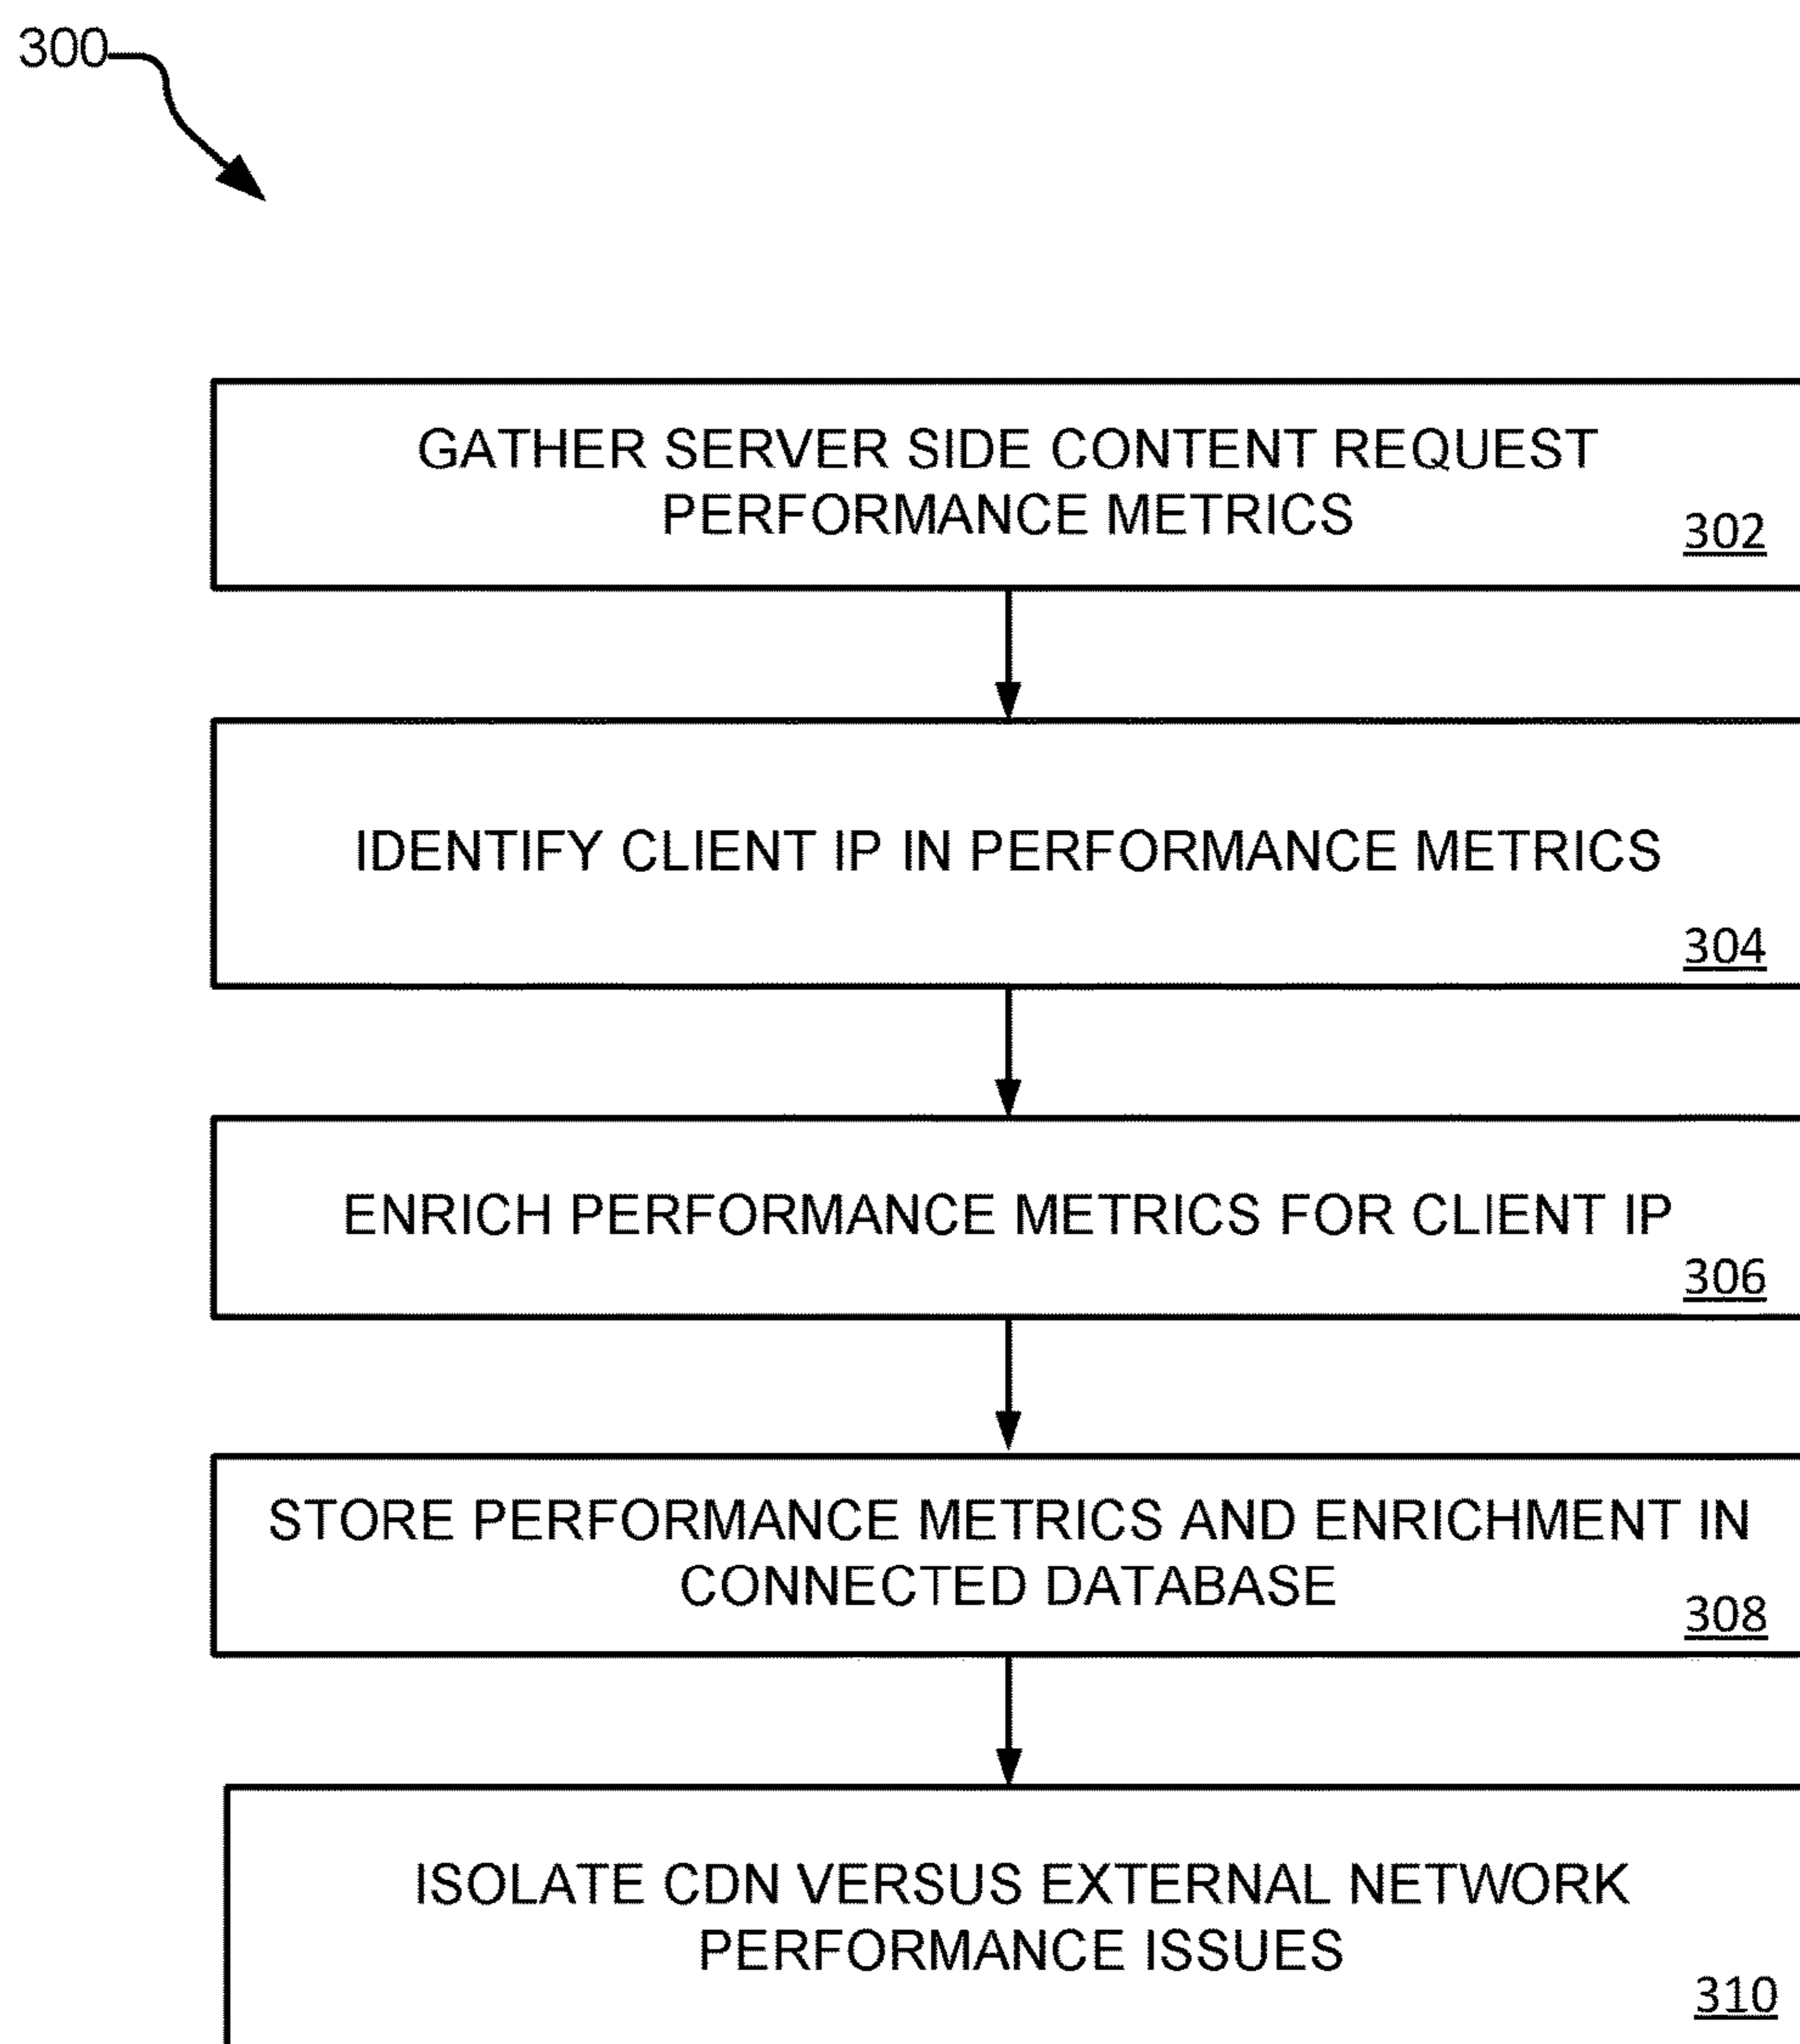 300
GATHER SERVER SIDE CONTENT REQUEST
PERFORMANCE METRICS
302
IDENTIFY CLIENT IP IN PERFORMANCE METRICS
304
ENRICH PERFORMANCE METRICS FOR CLIENT IP
306
STORE PERFORMANCE METRICS AND ENRICHMENT IN
CONNECTED DATABASE
308
ISOLATE CDN VERSUS EXTERNAL NETWORK
PERFORMANCE ISSUES
310